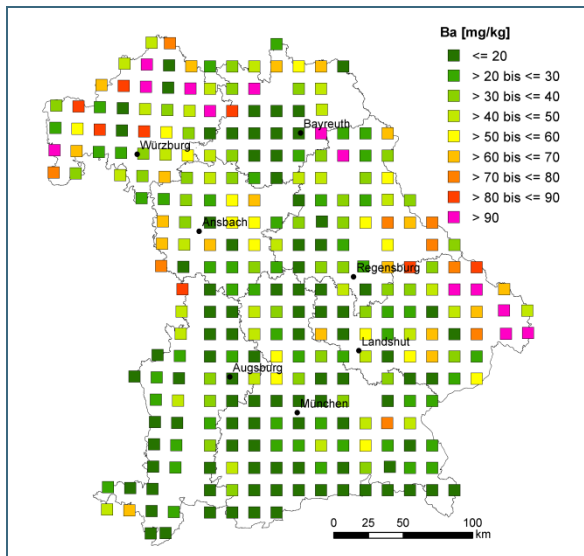 Ba [mg/kg]
<= 20
> 20 bis <= 30
> 30 bis <= 40
> 40 bis <= 50
> 50 bis <= 60
> 60 bis <= 70
> 70 bis <= 80
> 80 bis <= 90
> 90
Bayreuth
Würzburg
Ansbach
Regensburg
Landshut
Augsburg
München
0 25 50 100
km